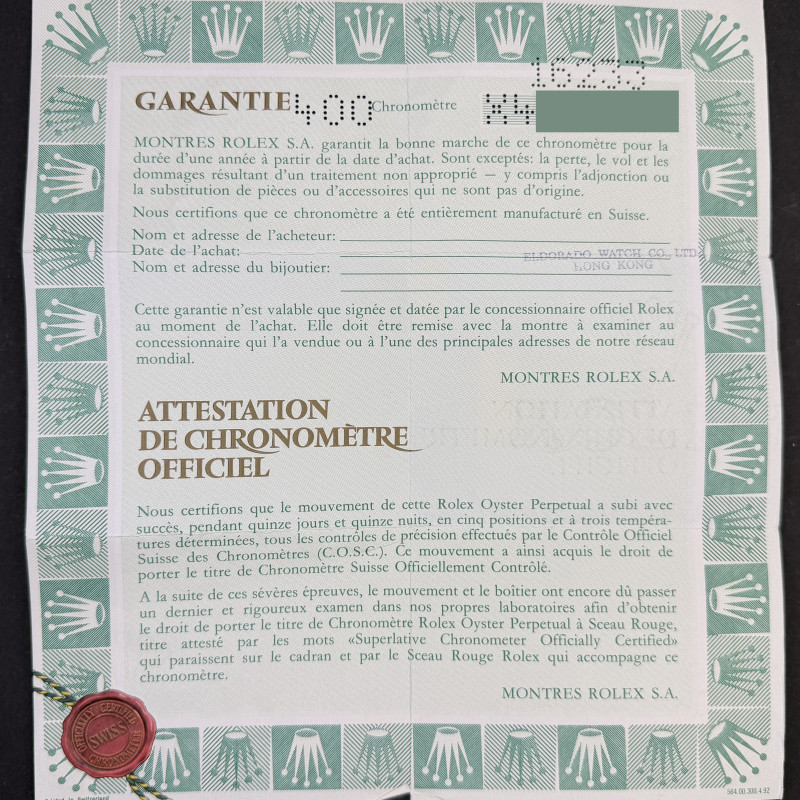 16233
GARANTIE 400 Chronomètre
MONTRES ROLEX S.A. garantit la bonne marche de ce chronomètre pour la
durée d'une année à partir de la date d'achat. Sont exceptés: la perte, le vol et les
dommages résultant d'un traitement non approprié – y compris l'adjonction ou
la substitution de pièces ou d'accessoires qui ne sont pas d'origine.
Nous certifions que ce chronomètre a été entièrement manufacturé en Suisse.
Nom et adresse de l'acheteur:
Date de l'achat:
ELDORADO WATCH CO. LTD
HONG KONG
Nom et adresse du bijoutier:
Cette garantie n'est valable que signée et datée par le concessionnaire officiel Rolex
au moment de l'achat. Elle doit être remise avec la montre à examiner au
concessionnaire qui l'a vendue ou à l'une des principales adresses de notre réseau
mondial.
MONTRES ROLEX S.A.
ATTESTATION
DE CHRONOMÈTRE
OFFICIEL
Nous certifions que le mouvement de cette Rolex Oyster Perpetual a subi avec
succès, pendant quinze jours et quinze nuits, en cinq positions et à trois tempéra-
tures déterminées, tous les contrôles de précision effectués par le Contrôle Officiel
Suisse des Chronomètres (C.O.S.C.). Ce mouvement a ainsi acquis le droit de
porter le titre de Chronomètre Suisse Officiellement Contrôlé.
A la suite de ces sévères épreuves, le mouvement et le boîtier ont encore dû passer
un dernier et rigoureux examen dans nos propres laboratoires afin d'obtenir
le droit de porter le titre de Chronomètre Rolex Oyster Perpetual à Sceau Rouge,
titre attesté par les mots «Superlative Chronometer Officially Certified»
qui paraissent sur le cadran et par le Sceau Rouge Rolex qui accompagne ce
chronomètre.
MONTRES ROLEX S.A.
OFFICIALLY CERTIFIED
SWISS
CHRONOMETER
in Switzerland
564.00.300.4.92